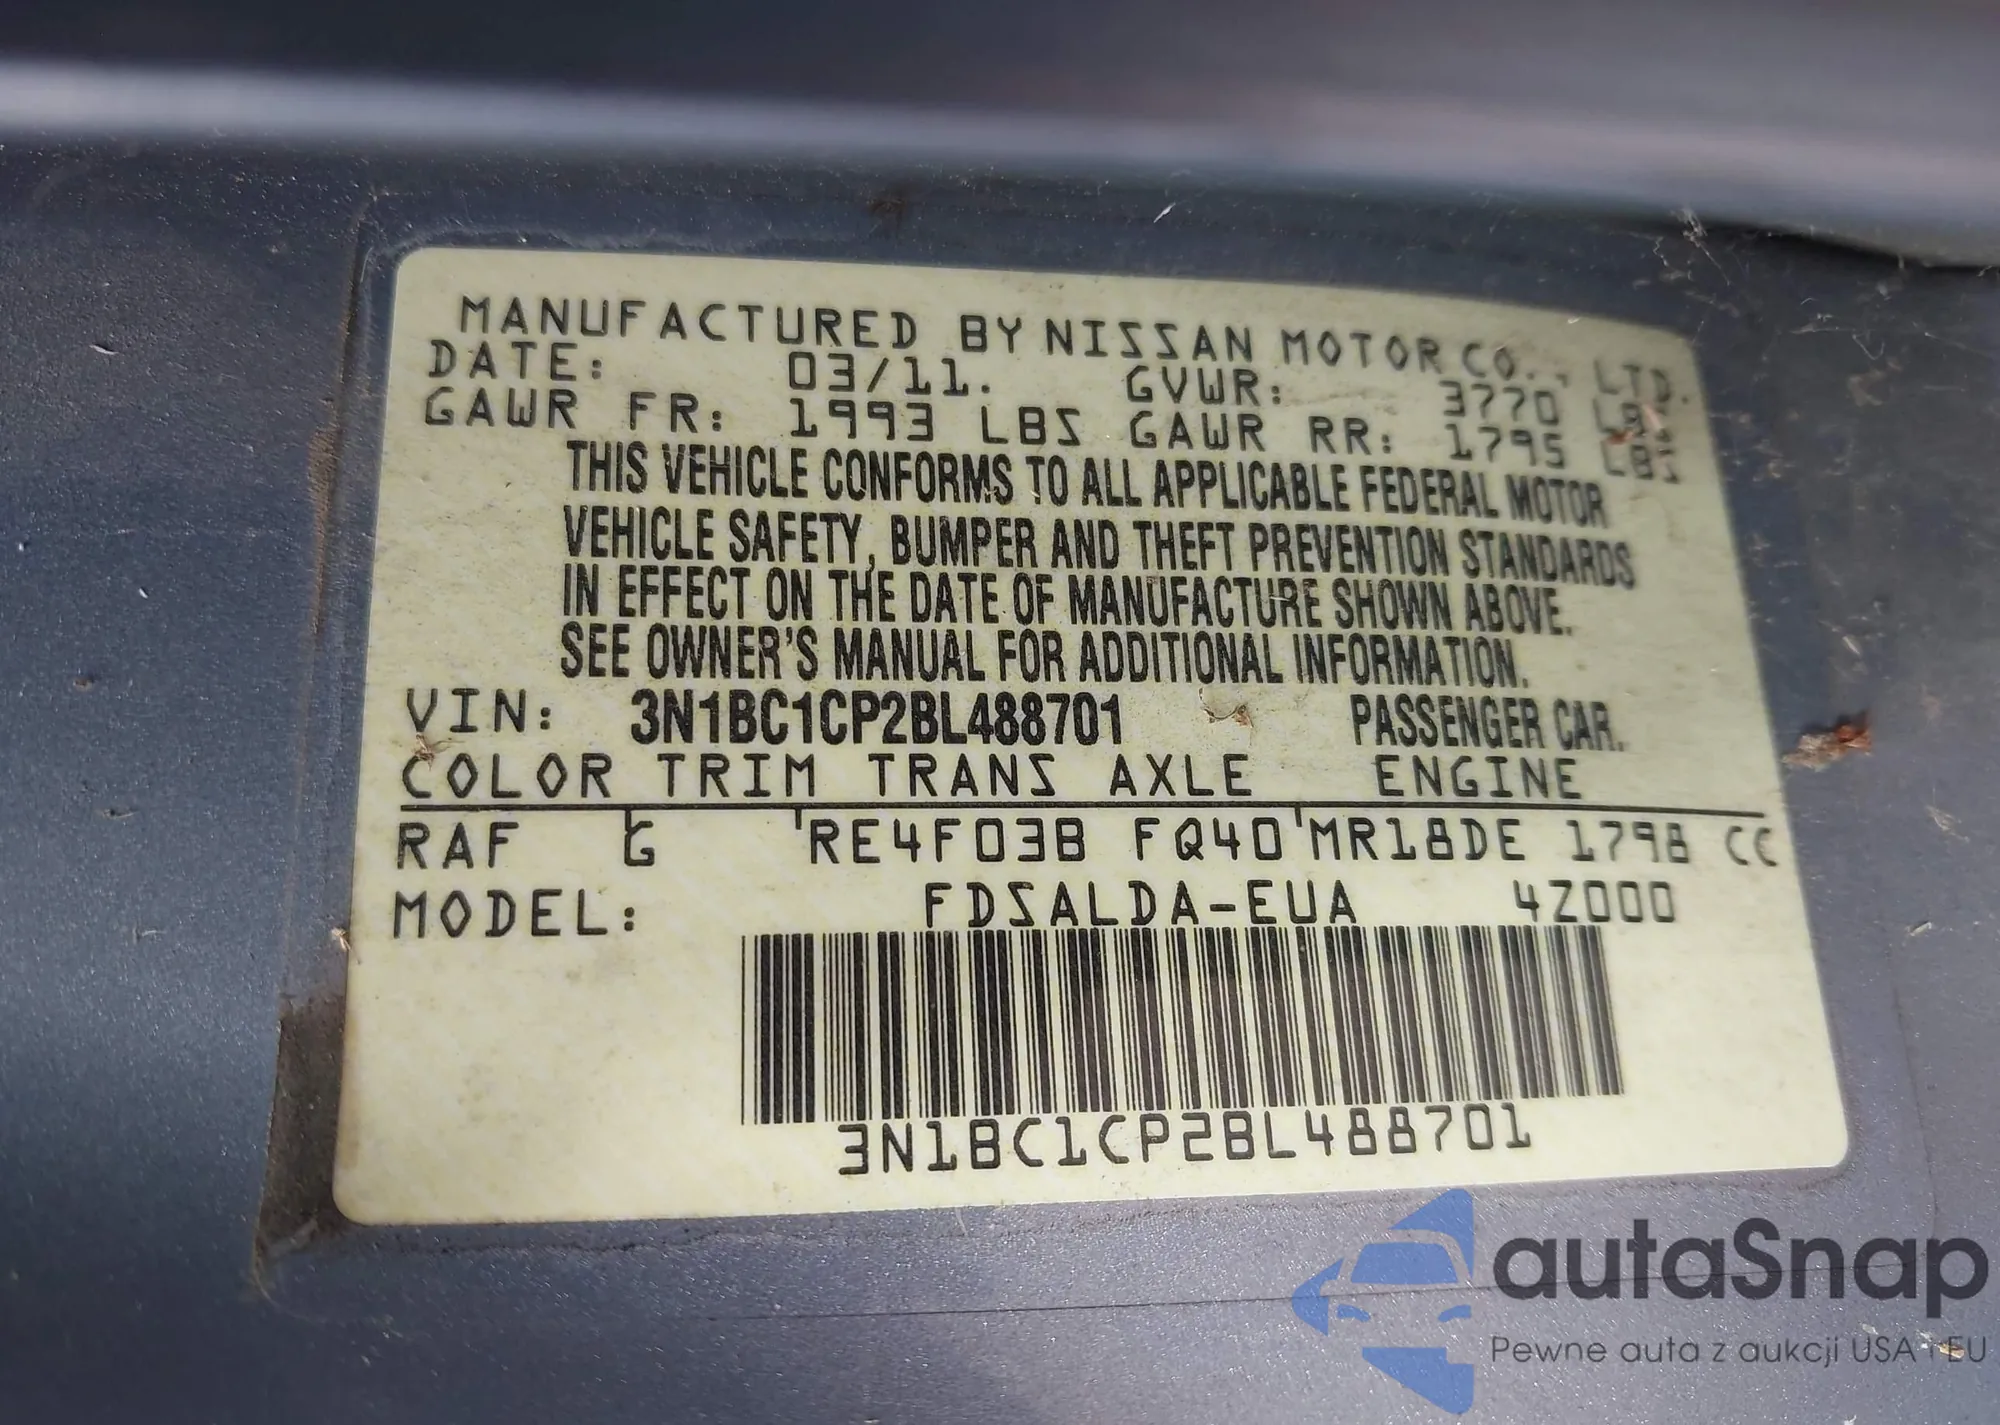 MANUFACTURED BY NISSAN MOTOR CO., LTD.
DATE: 03/11. GVWR: 3770 LBS
GAWR FR: 1993 LBS GAWR RR: 1795 LBS
THIS VEHICLE CONFORMS TO ALL APPLICABLE FEDERAL MOTOR
VEHICLE SAFETY, BUMPER AND THEFT PREVENTION STANDARDS
IN EFFECT ON THE DATE OF MANUFACTURE SHOWN ABOVE.
SEE OWNER'S MANUAL FOR ADDITIONAL INFORMATION.
VIN: 3N1BC1CP2BL488701 PASSENGER CAR.
COLOR TRIM TRANS AXLE ENGINE
RAF G RE4F03B FQ40 MR18DE 1798 CC
MODEL: FDSALDA-EUA 4Z000
3N1BC1CP2BL488701
autaSnap
Pewne auta z aukcji USA i EU